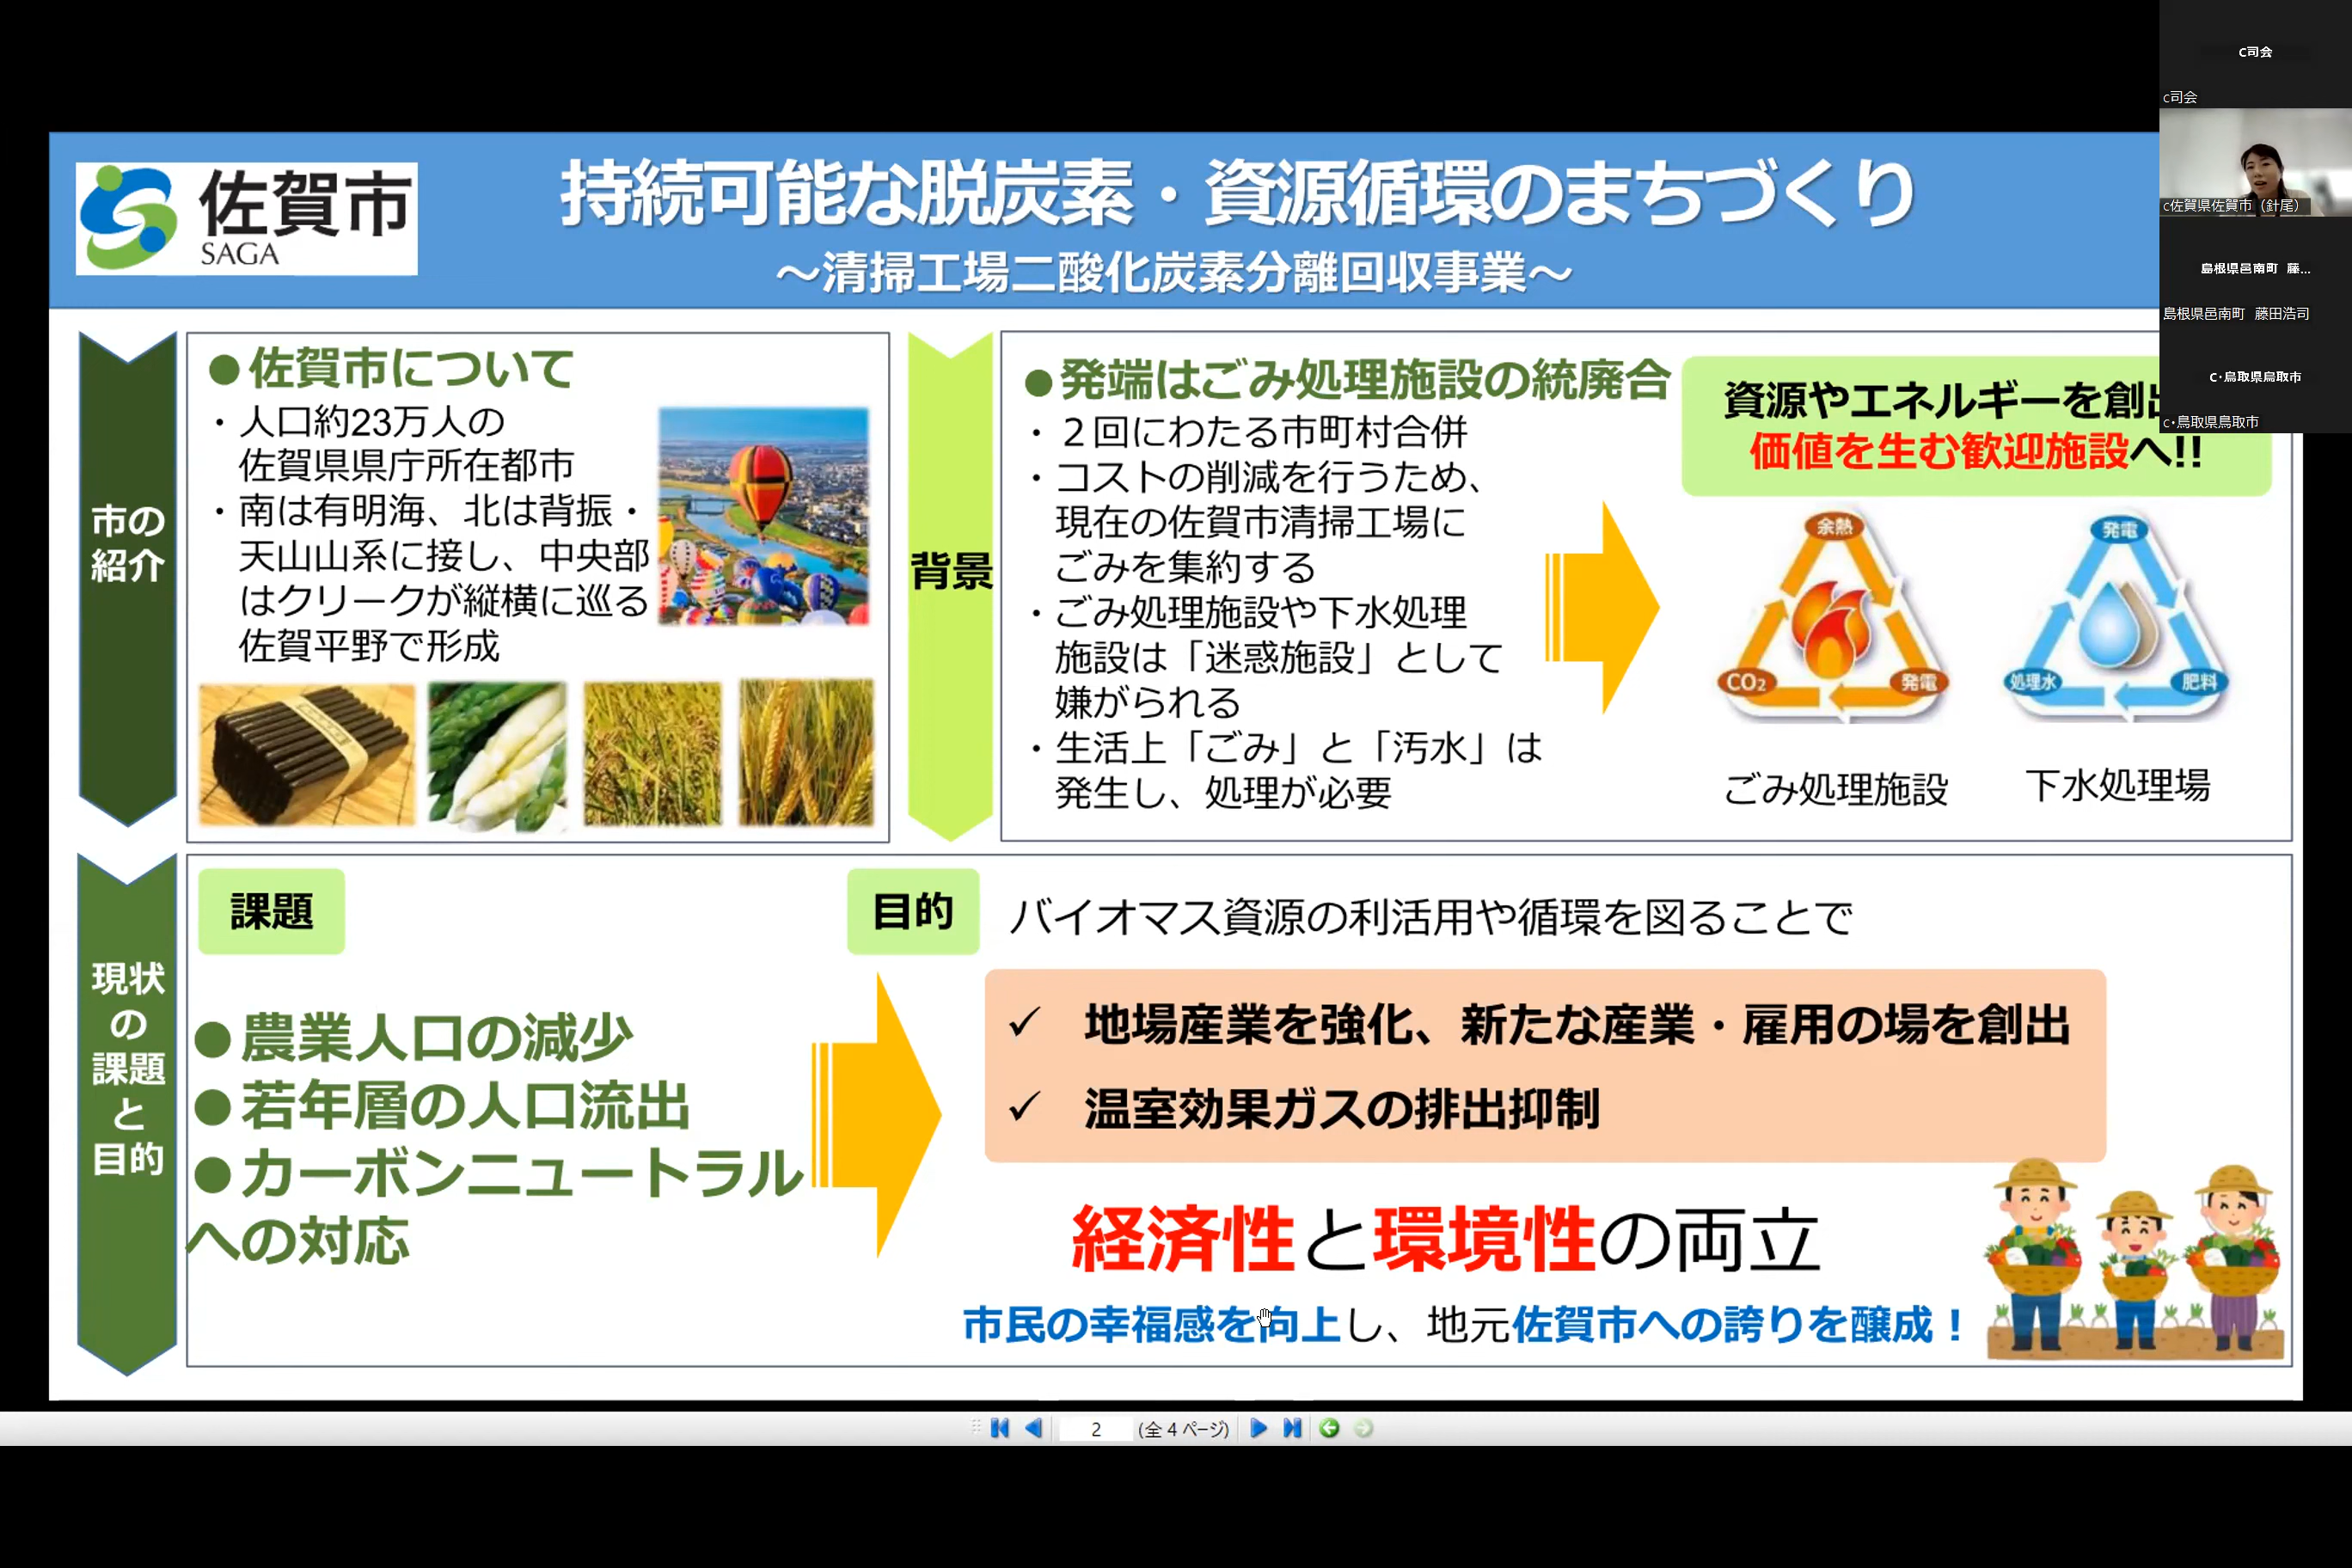 佐賀市
SAGA
持続可能な脱炭素・資源循環のまちづくり
～清掃工場二酸化炭素分離回収事業～
C司会
c司会
c佐賀県佐賀市（針尾）
島根県邑南町 藤...
島根県邑南町 藤田浩司
C・鳥取県鳥取市
c・鳥取県鳥取市
市の
紹介
●佐賀市について
・人口約23万人の
佐賀県県庁所在都市
・南は有明海、北は背振・
天山山系に接し、中央部
はクリークが縦横に巡る
佐賀平野で形成
背景
●発端はごみ処理施設の統廃合
・２回にわたる市町村合併
・コストの削減を行うため、
現在の佐賀市清掃工場に
ごみを集約する
・ごみ処理施設や下水処理
施設は「迷惑施設」として
嫌がられる
・生活上「ごみ」と「汚水」は
発生し、処理が必要
資源やエネルギーを創出
価値を生む歓迎施設へ!!
余熱
CO₂
発電
ごみ処理施設
発電
処理水
肥料
下水処理場
現状
の
課題
と
目的
課題
●農業人口の減少
●若年層の人口流出
●カーボンニュートラル
への対応
目的
バイオマス資源の利活用や循環を図ることで
✓ 地場産業を強化、新たな産業・雇用の場を創出
✓ 温室効果ガスの排出抑制
経済性と環境性の両立
市民の幸福感を向上し、地元佐賀市への誇りを醸成！
2 (全 4 ページ)